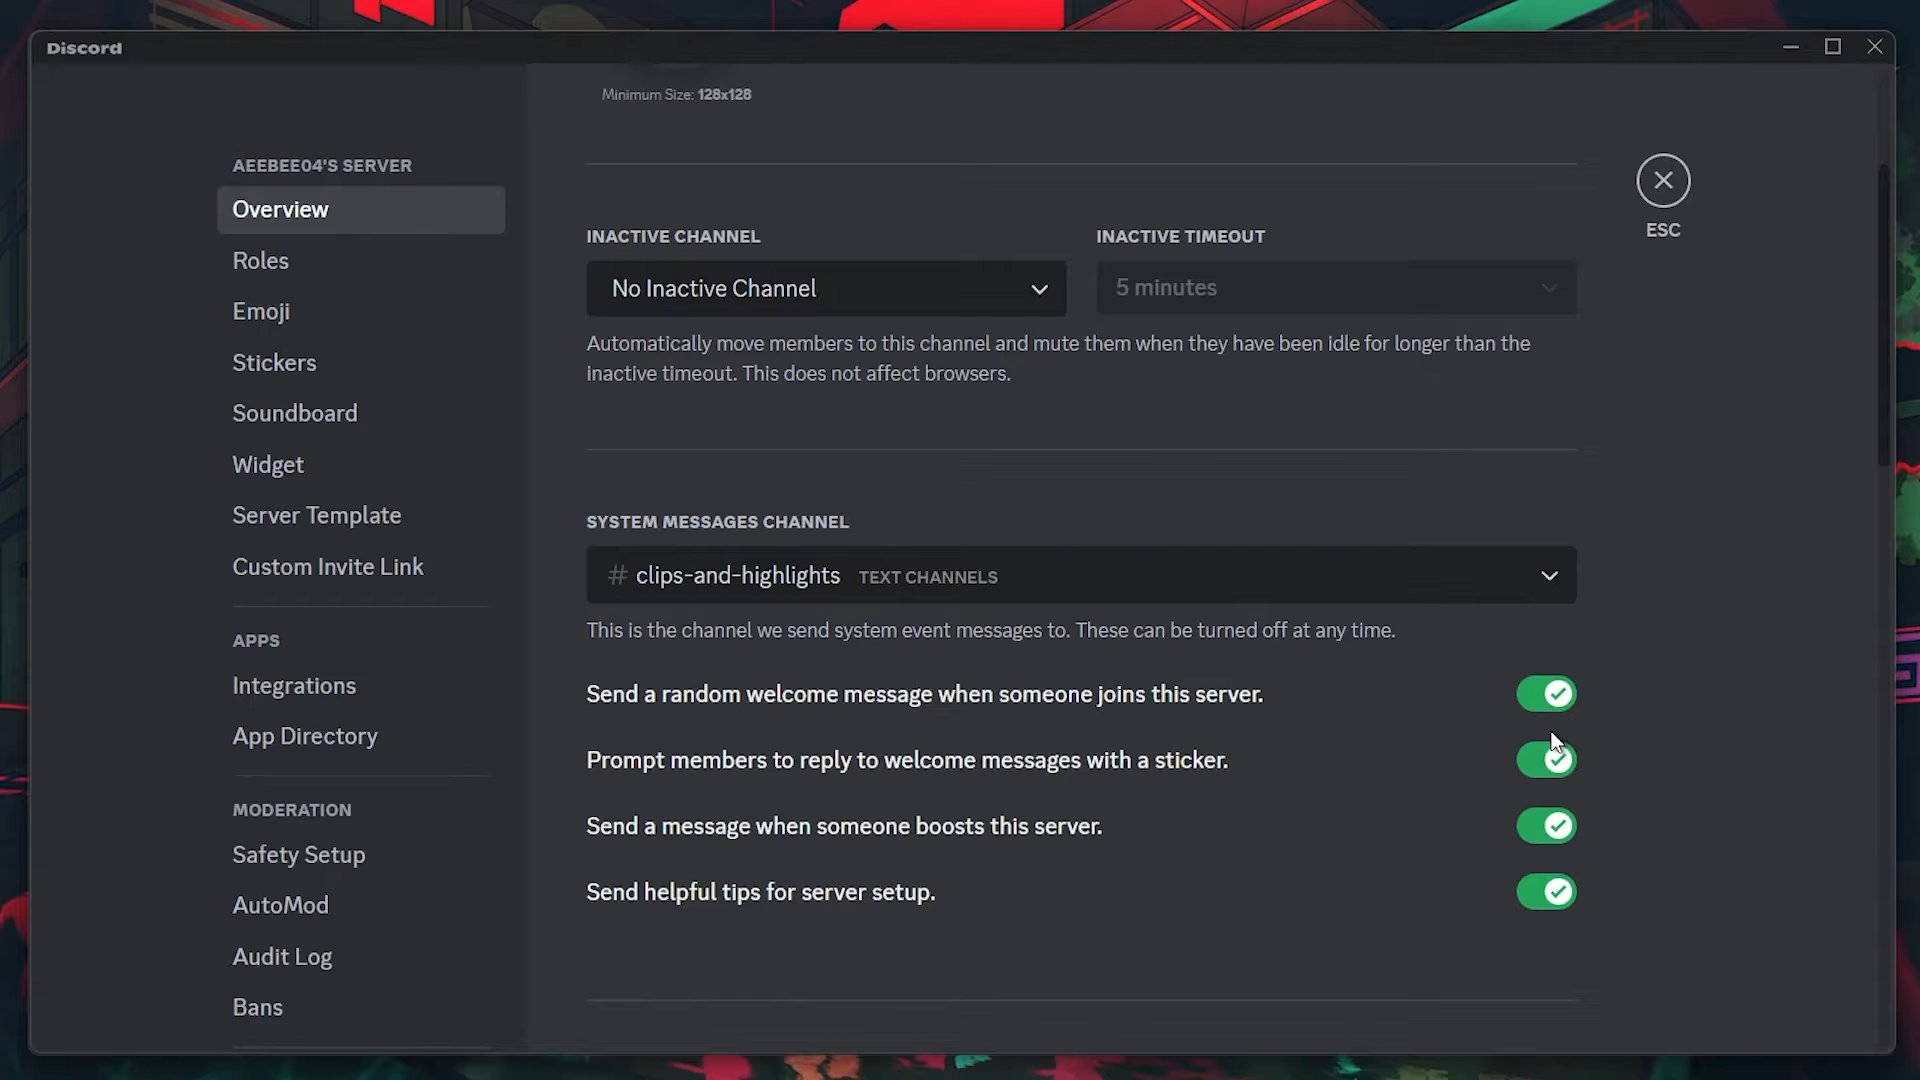 Discord
Minimum Size: 128x128
AEEBEE04'S SERVER
Overview
Roles
Emoji
Stickers
Soundboard
Widget
Server Template
Custom Invite Link
APPS
Integrations
App Directory
MODERATION
Safety Setup
AutoMod
Audit Log
Bans
INACTIVE CHANNEL
No Inactive Channel
INACTIVE TIMEOUT
5 minutes
Automatically move members to this channel and mute them when they have been idle for longer than the
inactive timeout. This does not affect browsers.
SYSTEM MESSAGES CHANNEL
# clips-and-highlights TEXT CHANNELS
This is the channel we send system event messages to. These can be turned off at any time.
Send a random welcome message when someone joins this server.
Prompt members to reply to welcome messages with a sticker.
Send a message when someone boosts this server.
Send helpful tips for server setup.
ESC